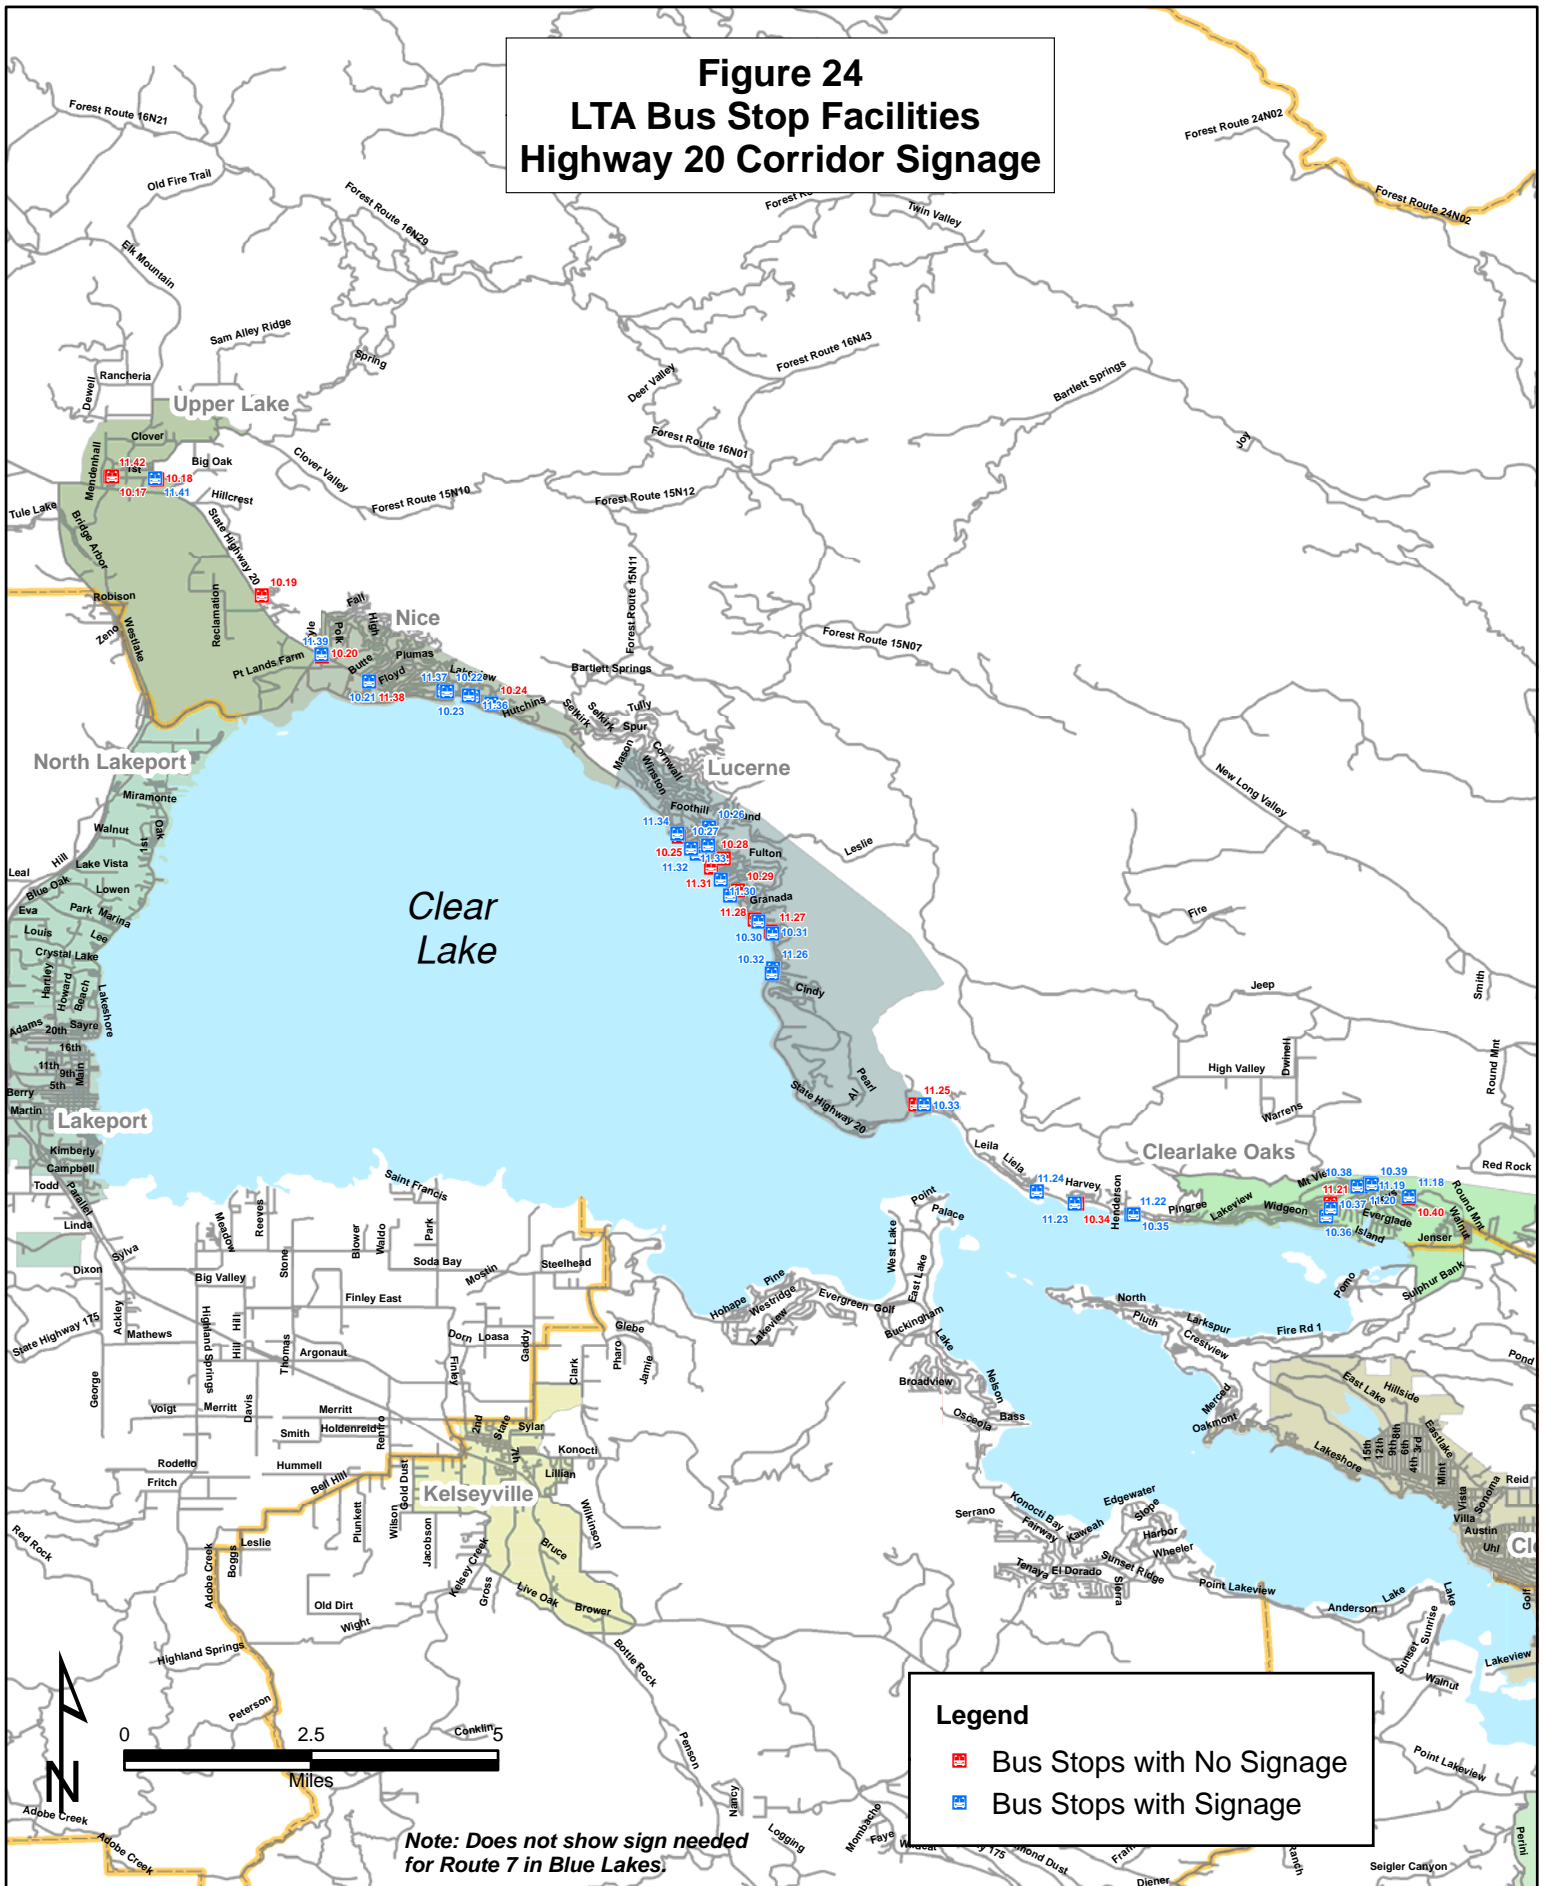 Figure 24
LTA Bus Stop Facilities
Highway 20 Corridor Signage
Forest Route 16N21
Forest Route 24N02
Old Fire Trail
Forest Route 16N29
Forest Route 24N02
Twin Valley
Elk Mountain
Sam Alley Ridge
Spring
Forest Route 16N43
Deer Valley
Bartlett Springs
Rancheria
Dewell
Upper Lake
Clover
Mendenhall
11.42
1st
10.18
10.17
11.41
Big Oak
Clover Valley
Forest Route 16N01
Joy
Hillcrest
Forest Route 15N10
Forest Route 15N12
Tule Lake
Bridge Arbor
State Highway 20
Forest Route 15N11
10.19
Robison
Reclamation
Fall
Zeno
Westlake
Polk
High
Nice
Forest Route 15N07
11.39
10.20
Pt Lands Farm
Butte
Plumas
Floyd
Bartlett Springs
10.21
11.38
11.37
10.22
10.24
10.23
11.36
Hutchins
Selkirk
Selkirk
Tully
Spur
Mason
Cornwall
Winston
Lucerne
North Lakeport
New Long Valley
Miramonte
Foothill
10.26
Walnut
Oak
1st
11.34
10.27
10.28
10.25
11.33
Fulton
Leslie
Hill
Lake Vista
11.32
Leal
Blue Oak
Lowen
11.31
10.29
11.30
Granada
Eva
Park
Marina
Clear
Lake
11.28
11.27
Fire
Louis
Lee
10.30
10.31
Crystal Lake
10.32
11.26
Hartley
Howard
Beach
Lakeshore
Cindy
Jeep
Smith
Adams
20th
Sayre
16th
11th
9th
Main
5th
Berry
Martin
Pearl
Al
State Highway 20
High Valley
Dwinell
Round Mnt
11.25
10.33
Warrens
Lakeport
Kimberly
Campbell
Todd
Parallel
Leila
Liela
Clearlake Oaks
Red Rock
Saint Francis
11.24
Harvey
Henderson
10.38
10.39
11.19
11.18
11.21
11.20
10.37
10.40
Round Mnt
Walnut
11.23
10.34
11.22
10.35
Pingree
Lakeview
Widgeon
Everglade
10.36
Island
Jenser
Point
Palace
Linda
Sylva
Meadow
Reeves
Stone
Blower
Waldo
Park
Soda Bay
Mostin
Steelhead
West Lake
East Lake
Pomo
Sulphur Bank
Dixon
Big Valley
Finley East
Hohape
Pine
Westridge
Lakeview
Evergreen
Golf
Buckingham
North
Pluth
Larkspur
Crestview
Fire Rd 1
State Highway 175
Ackley
Mathews
Highland Springs
Hill
Hill
Thomas
Argonaut
Dorn
Loasa
Finley
Gaddy
Glebe
Clark
Pharo
Jamie
Lake
Broadview
Nelson
Pond
George
Voigt
Merritt
Davis
Merritt
Smith
Holdenreid
Renfro
2nd
State
Sylar
7th
Konocti
Osceola
Bass
Merced
Oakmont
East Lake
Hillside
Lakeshore
15th
12th
9th
8th
6th
4th
3rd
Eastlake
Mint
Rodello
Fritch
Hummell
Bell Hill
Gold Dust
Kelseyville
Lillian
Wilkinson
Reid
Sonoma
Vista
Villa
Austin
Uhl
Red Rock
Leslie
Boggs
Plunkett
Wilson
Jacobson
Kelsey Creek
Bruce
Serrano
Konocti Bay
Fairway
Kaweah
Edgewater
Slope
Harbor
Wheeler
Tenaya
El Dorado
Sunset Ridge
Sierra
Point Lakeview
Anderson
Lake
Lake
Golf
Adobe Creek
Gross
Live Oak
Brower
Old Dirt
Wight
Highland Springs
Bottle Rock
Sunset
Sunrise
Lakeview
Walnut
Peterson
Conklin
Penson
0 2.5 5
Miles
N
Legend
Bus Stops with No Signage
Bus Stops with Signage
Point Lakeview
Nancy
Adobe Creek
Adobe Creek
Logging
Mombacho
Faye
Perini
Diener
Seigler Canyon
Note: Does not show sign needed
for Route 7 in Blue Lakes.